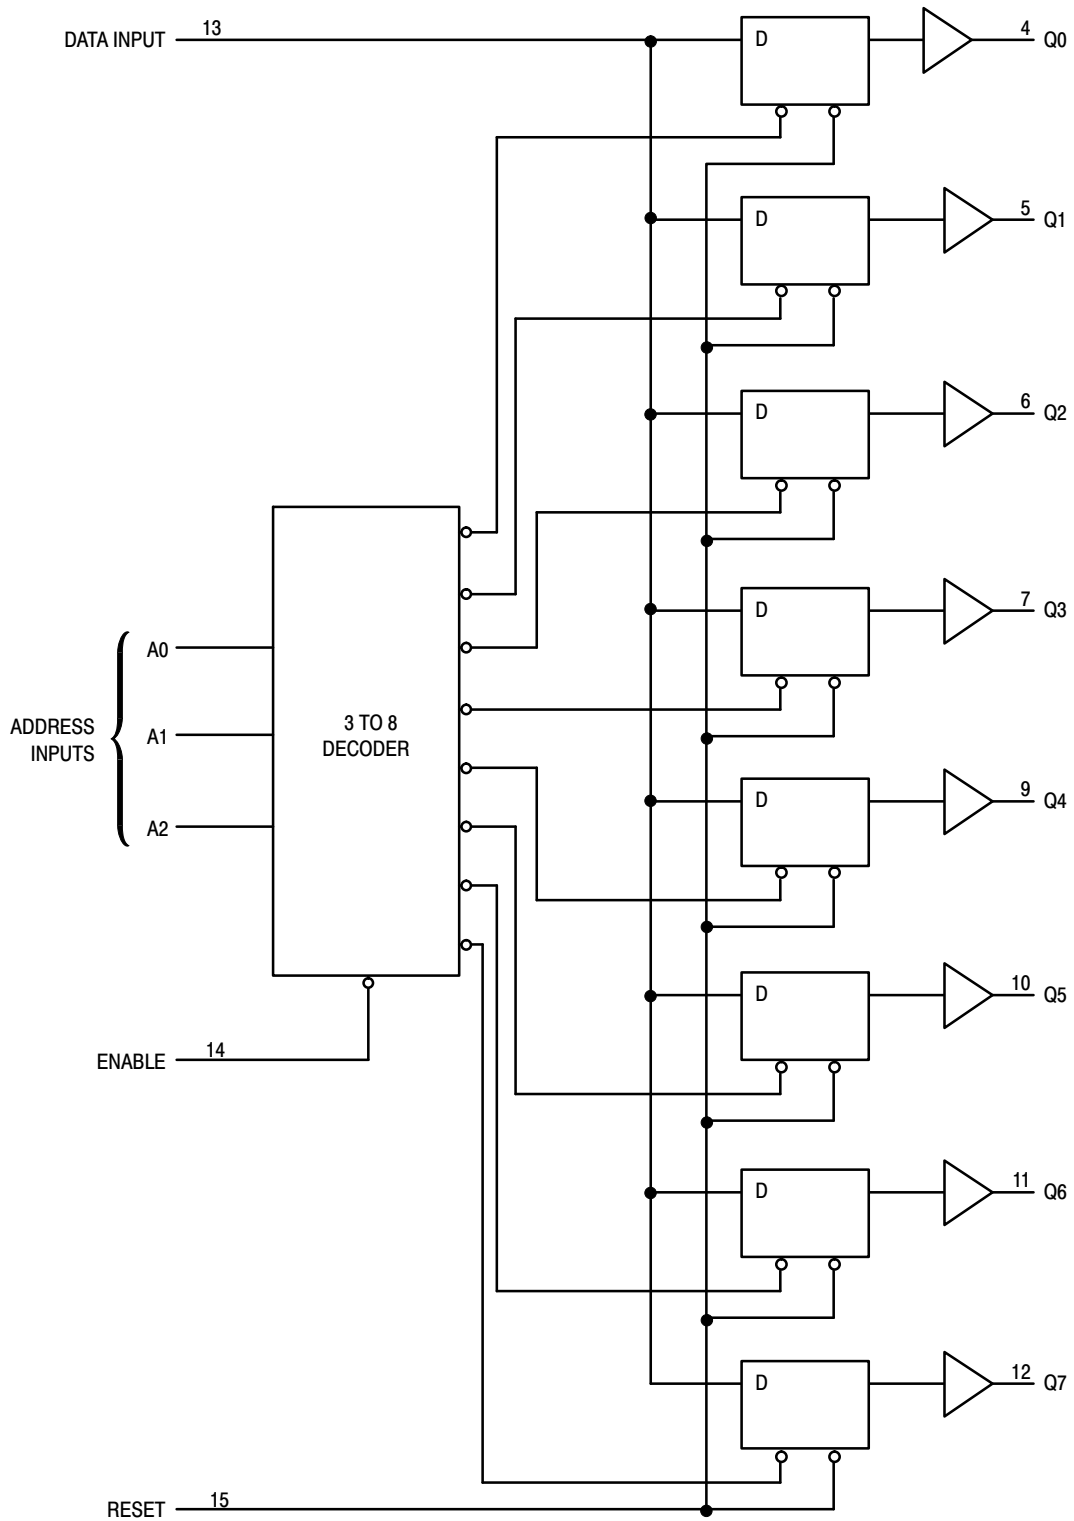 DATA INPUT
13
D
4
Q0
D
5
Q1
D
6
Q2
D
7
Q3
D
9
Q4
D
10
Q5
D
11
Q6
D
12
Q7
ADDRESS
INPUTS
A0
A1
A2
3 TO 8
DECODER
ENABLE
14
RESET
15